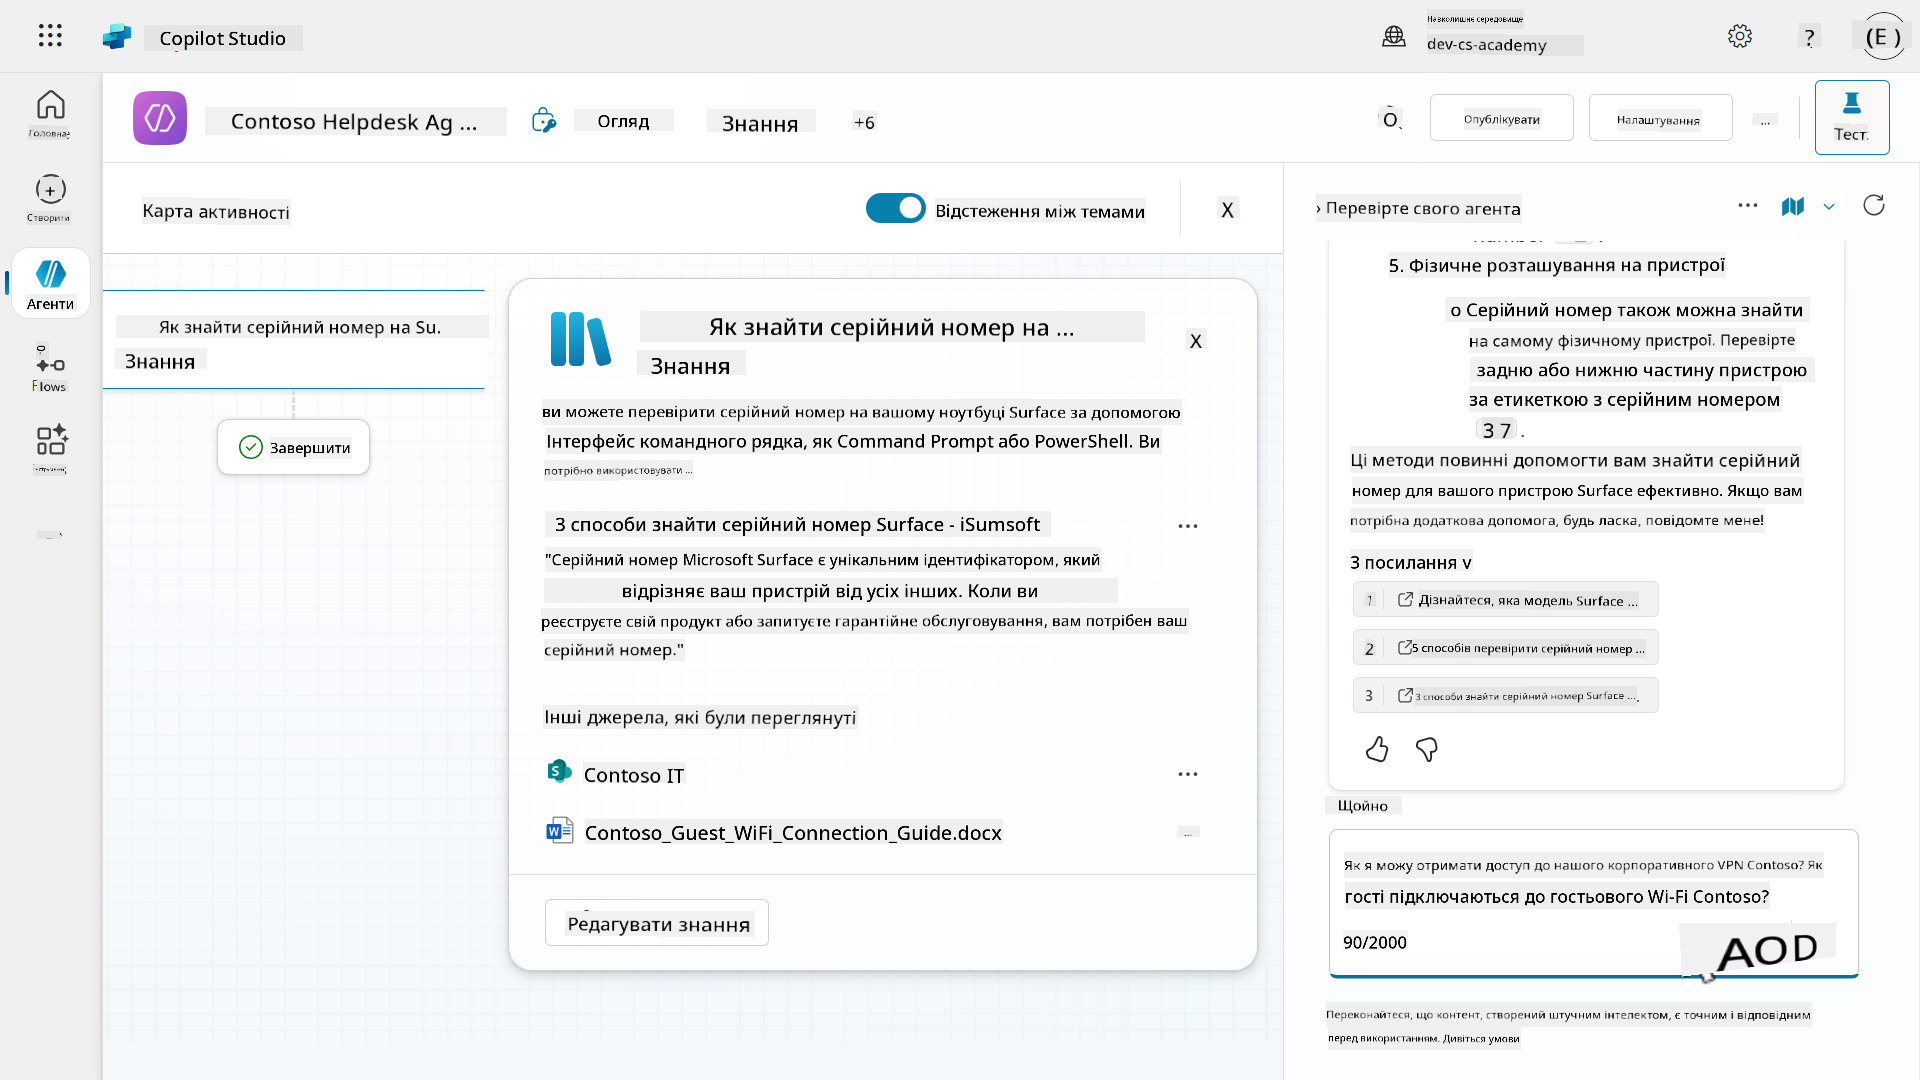 Copilot Studio
Навколишнє середовище
dev-cs-academy
?
(E )
Головна
Contoso Helpdesk Ag ...
Огляд
Знання
+6
Опублікувати
Налаштування
...
Тест
Створити
Агенти
Flows
Карта активності
Відстеження між темами
X
Як знайти серійний номер на Su.
Знання
Завершити
Як знайти серійний номер на ...
Знання
X
ви можете перевірити серійний номер на вашому ноутбуці Surface за допомогою
Інтерфейс командного рядка, як Command Prompt або PowerShell. Ви
потрібно використовувати ...
3 способи знайти серійний номер Surface - iSumsoft
"Серійний номер Microsoft Surface є унікальним ідентифікатором, який
відрізняє ваш пристрій від усіх інших. Коли ви
реєструєте свій продукт або запитуєте гарантійне обслуговування, вам потрібен ваш
серійний номер."
Інші джерела, які були переглянуті
Contoso IT
Contoso_Guest_WiFi_Connection_Guide.docx
Редагувати знання
› Перевірте свого агента
5. Фізичне розташування на пристрої
о Серійний номер також можна знайти
на самому фізичному пристрої. Перевірте
задню або нижню частину пристрою
за етикеткою з серійним номером
3 7 .
Ці методи повинні допомогти вам знайти серійний
номер для вашого пристрою Surface ефективно. Якщо вам
потрібна додаткова допомога, будь ласка, повідомте мене!
3 посилання v
1 Дізнайтеся, яка модель Surface ...
2 5 способів перевірити серійний номер ...
3 3 способи знайти серійний номер Surface ...
Щойно
Як я можу отримати доступ до нашого корпоративного VPN Contoso? Як
гості підключаються до гостьового Wi-Fi Contoso?
90/2000
AOD
Переконайтеся, що контент, створений штучним інтелектом, є точним і відповідним
перед використанням. Дивіться умови